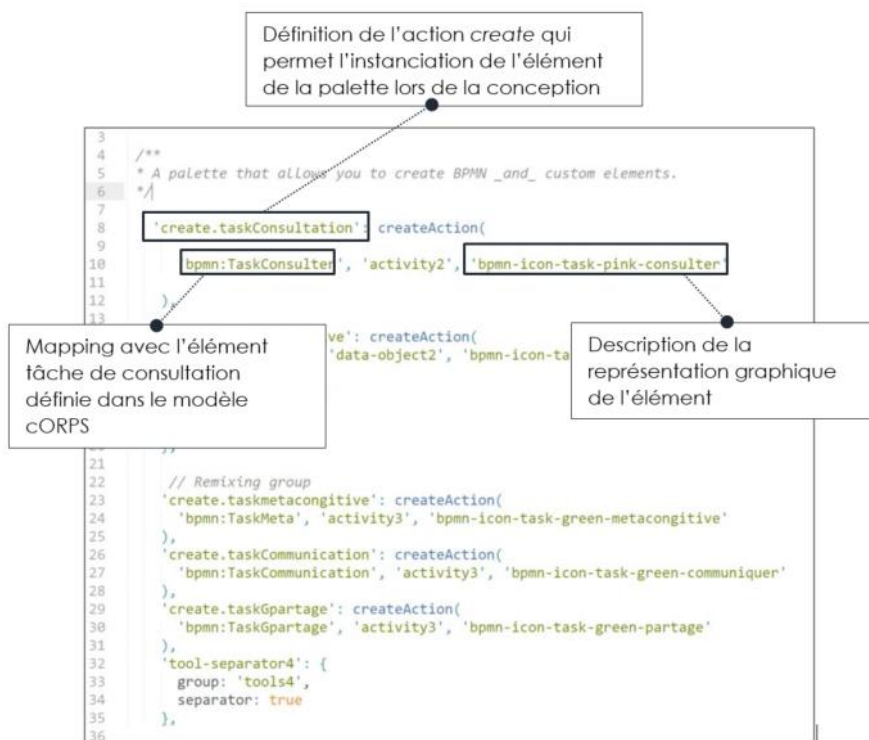 Définition de l'action create qui
permet l'instanciation de l'élément
de la palette lors de la conception
3
4 /**
5 * A palette that allows you to create BPMN _and_ custom elements.
6 */
7
8 'create.taskConsultation': createAction(
9
10 'bpmn:TaskConsulter', 'activity2', 'bpmn-icon-task-pink-consulter'
11
12 ),
13
ve': createAction(
'data-object2', 'bpmn-icon-ta
Mapping avec l'élément
tâche de consultation
définie dans le modèle
cORPS
Description de la
représentation graphique
de l'élément
},
21
22 // Remixing group
23 'create.taskmetacongitive': createAction(
24 'bpmn:TaskMeta', 'activity3', 'bpmn-icon-task-green-metacongitive'
25 ),
26 'create.taskCommunication': createAction(
27 'bpmn:TaskCommunication', 'activity3', 'bpmn-icon-task-green-communiquer'
28 ),
29 'create.taskGpartage': createAction(
30 'bpmn:TaskGpartage', 'activity3', 'bpmn-icon-task-green-partage'
31 ),
32 'tool-separator4': {
33 group: 'tools4',
34 separator: true
35 },
36